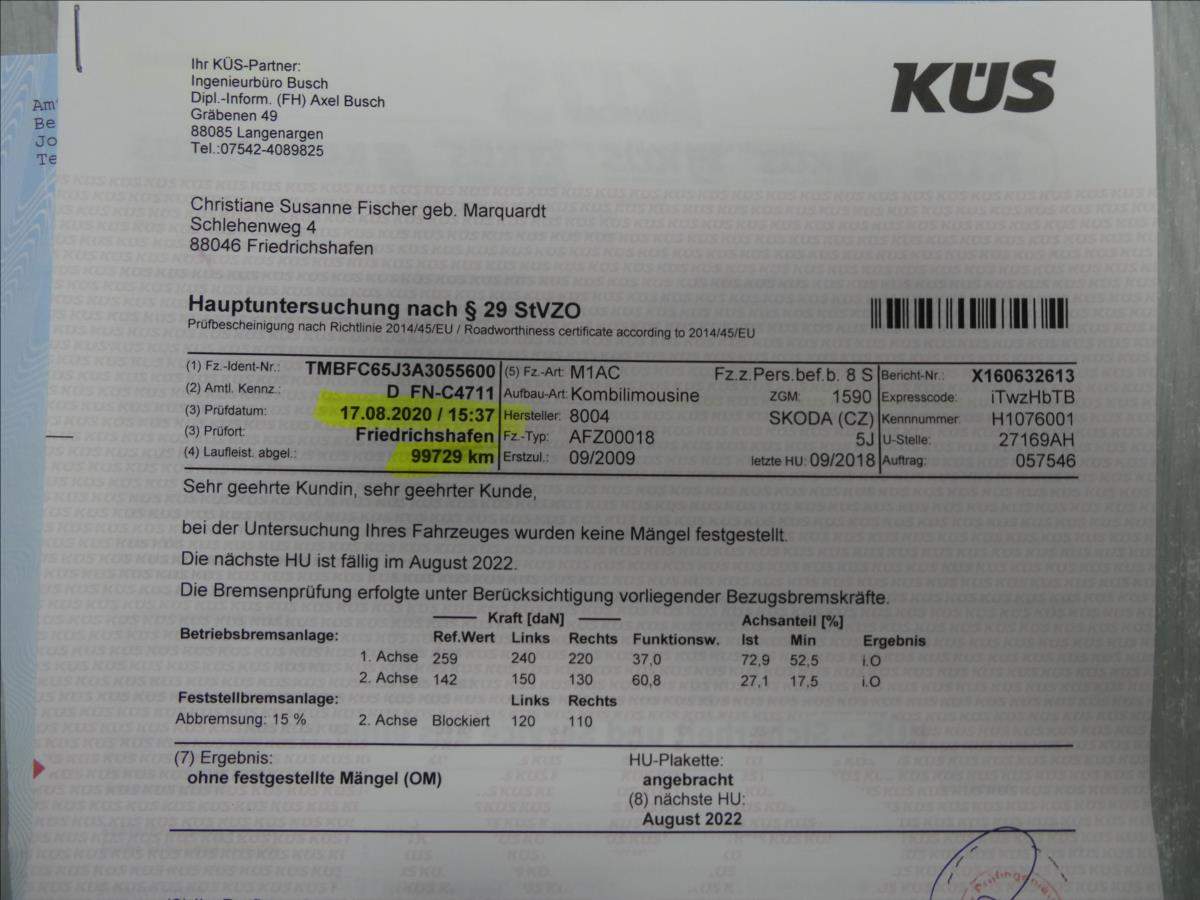 KÜS
Ihr KÜS-Partner:
Ingenieurbüro Busch
Dipl.-Inform. (FH) Axel Busch
Gräbenen 49
88085 Langenargen
Tel.:07542-4089825
Am
Be
Jo
Te
Christiane Susanne Fischer geb. Marquardt
Schlehenweg 4
88046 Friedrichshafen
Hauptuntersuchung nach § 29 StVZO
Prüfbescheinigung nach Richtlinie 2014/45/EU / Roadworthiness certificate according to 2014/45/EU
(1) Fz.-Ident-Nr.: TMBFC65J3A3055600 (5) Fz.-Art: M1AC Fz.z.Pers.bef.b. 8 S Bericht-Nr.: X160632613
(2) Amtl. Kennz.: D FN-C4711 Aufbau-Art: Kombilimousine ZGM: 1590 Expresscode: iTwzHbTB
(3) Prüfdatum: 17.08.2020 / 15:37 Hersteller: 8004 SKODA (CZ) Kennnummer H1076001
(3) Prüfort: Friedrichshafen Fz.-Typ: AFZ00018 5J U-Stelle: 27169AH
(4) Laufleist. abgel.: 99729 km Erstzul.: 09/2009 letzte HU: 09/2018 Auftrag: 057546
Sehr geehrte Kundin, sehr geehrter Kunde,
bei der Untersuchung Ihres Fahrzeuges wurden keine Mängel festgestellt.
Die nächste HU ist fällig im August 2022.
Die Bremsenprüfung erfolgte unter Berücksichtigung vorliegender Bezugsbremskräfte.
Kraft [daN] Achsanteil [%]
Betriebsbremsanlage: Ref.Wert Links Rechts Funktionsw. Ist Min Ergebnis
1. Achse 259 240 220 37,0 72,9 52,5 i.O
2. Achse 142 150 130 60,8 27,1 17,5 i.O
Feststellbremsanlage: Links Rechts
Abbremsung: 15 % 2. Achse Blockiert 120 110
(7) Ergebnis: HU-Plakette:
ohne festgestellte Mängel (OM) angebracht
(8) nächste HU:
August 2022